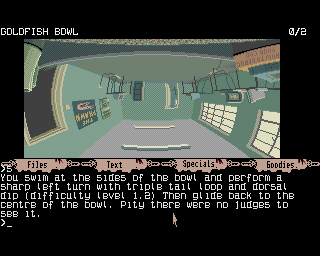 GOLDFISH BOWL 0/2
THE PRAWN
Files Text Specials Goodies
>S
You swim at the sides of the bowl and perform a
sharp left turn with triple tail loop and dorsal
dip (difficulty level 1.2) Then glide back to the
centre of the bowl. Pity there were no judges to
see it.
>_